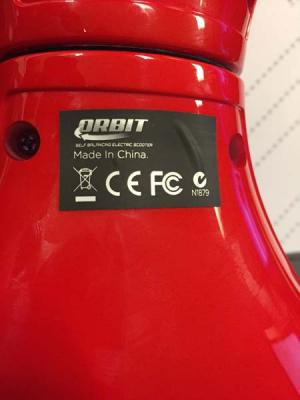 ORBIT
SELF BALANCING ELECTRIC SCOOTER
Made In China.
CE FC
N1879